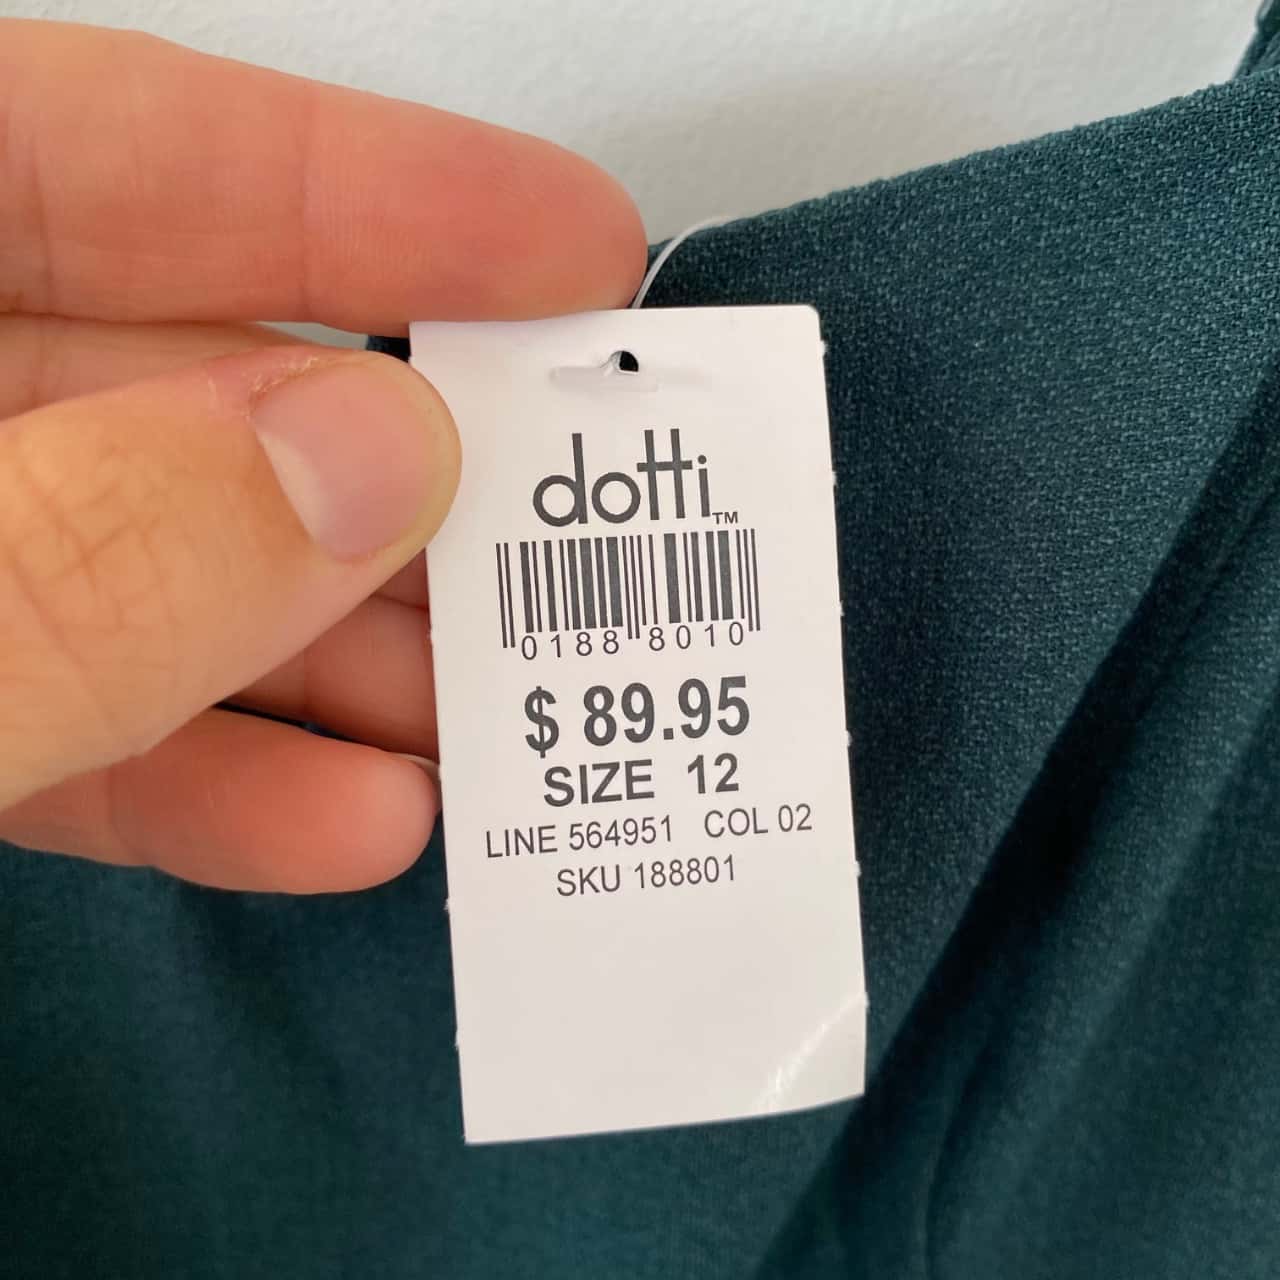 dotti™
0188 8010
$ 89.95
SIZE 12
LINE 564951 COL 02
SKU 188801